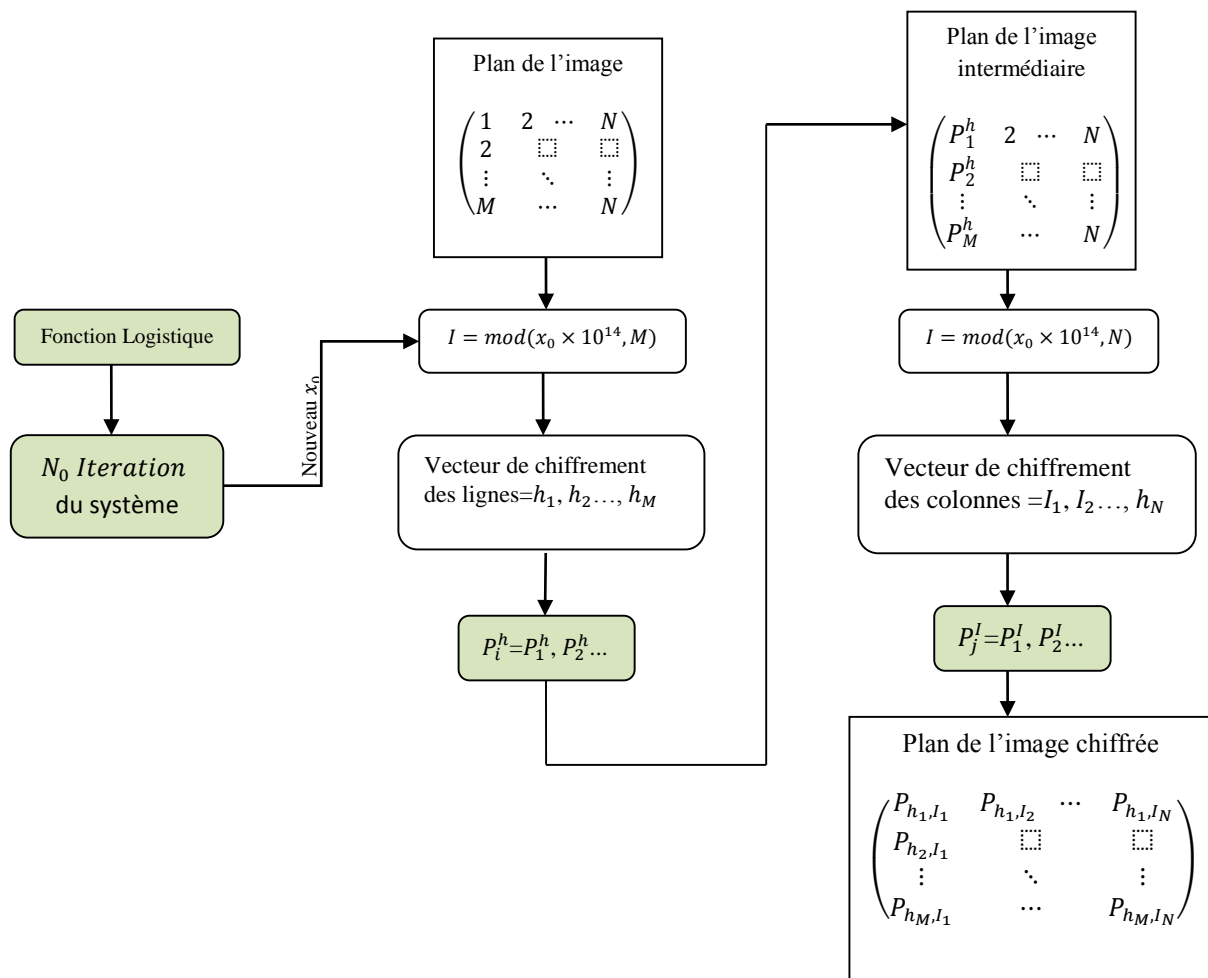 Plan de l'image
1 2 ⋯ N
2 ⬚ ⬚
⋮ ⋱ ⋮
M ⋯ N
Fonction Logistique
N₀ Iteration
du système
Nouveau x₀
I = mod(x₀ × 10¹⁴, M)
Vecteur de chiffrement
des lignes=h₁, h₂…, h_M
P_i^h=P_1^h, P_2^h…
Plan de l'image
intermédiaire
P_1^h 2 ⋯ N
P_2^h ⬚ ⬚
⋮ ⋱ ⋮
P_M^h ⋯ N
I = mod(x₀ × 10¹⁴, N)
Vecteur de chiffrement
des colonnes =I₁, I₂…, h_N
P_j^I=P_1^I, P_2^I…
Plan de l'image chiffrée
P_{h₁,I₁} P_{h₁,I₂} ⋯ P_{h₁,I_N}
P_{h₂,I₁} ⬚ ⬚
⋮ ⋱ ⋮
P_{h_M,I₁} ⋯ P_{h_M,I_N}